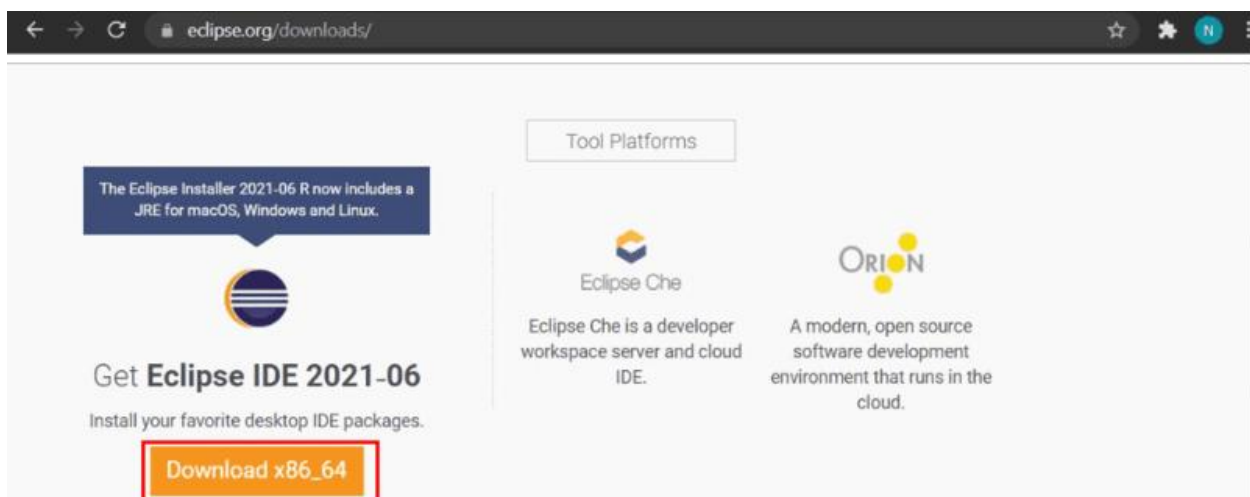 eclipse.org/downloads/
N
Tool Platforms
The Eclipse Installer 2021-06 R now includes a
JRE for macOS, Windows and Linux.
Get Eclipse IDE 2021-06
Install your favorite desktop IDE packages.
Download x86_64
Eclipse Che
Eclipse Che is a developer
workspace server and cloud
IDE.
ORION
A modern, open source
software development
environment that runs in the
cloud.